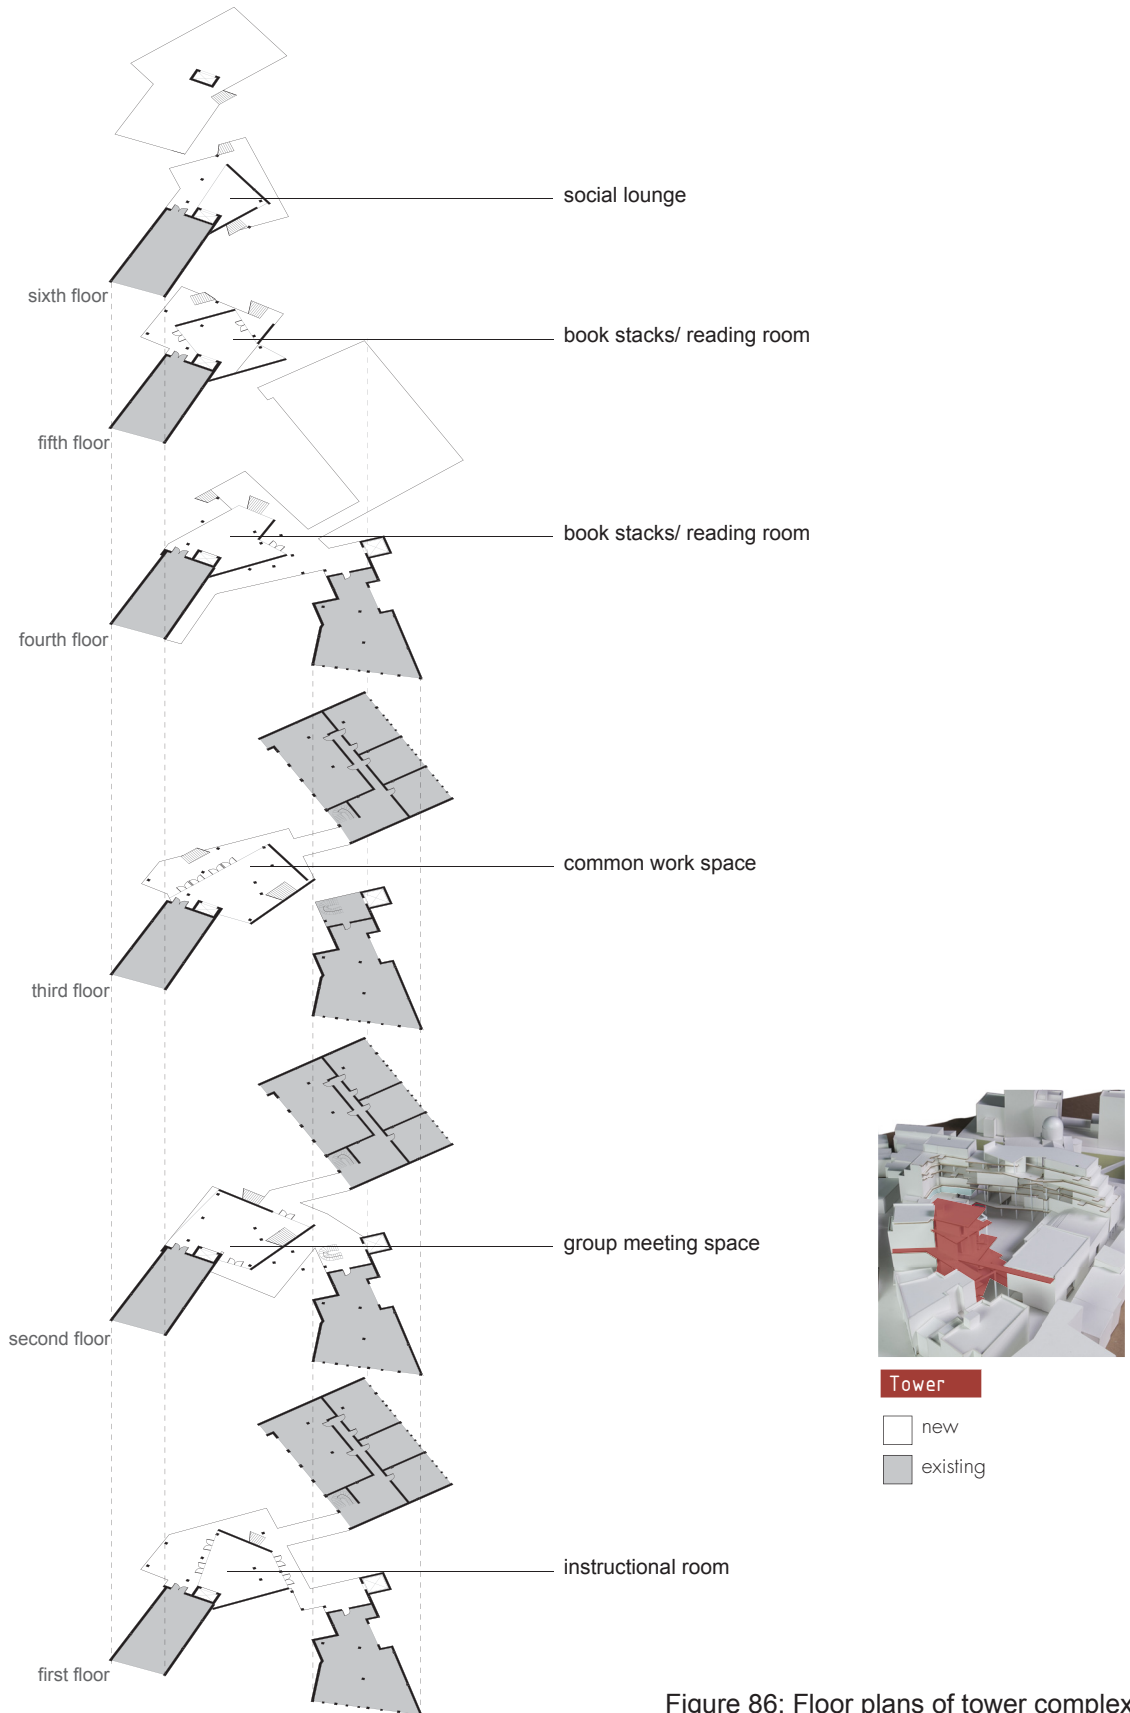 social lounge
sixth floor
book stacks/ reading room
fifth floor
book stacks/ reading room
fourth floor
common work space
third floor
group meeting space
second floor
Tower
new
existing
instructional room
first floor
Figure 86: Floor plans of tower complex